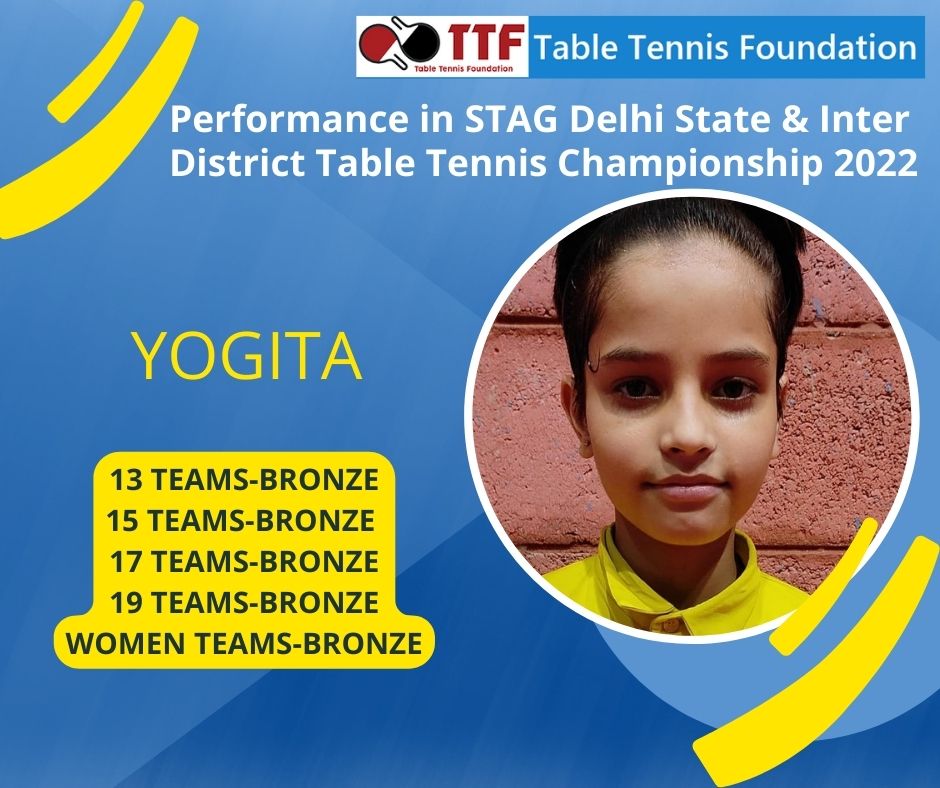 TTF
Table Tennis Foundation
Table Tennis Foundation
Performance in STAG Delhi State & Inter
District Table Tennis Championship 2022
YOGITA
13 TEAMS-BRONZE
15 TEAMS-BRONZE
17 TEAMS-BRONZE
19 TEAMS-BRONZE
WOMEN TEAMS-BRONZE